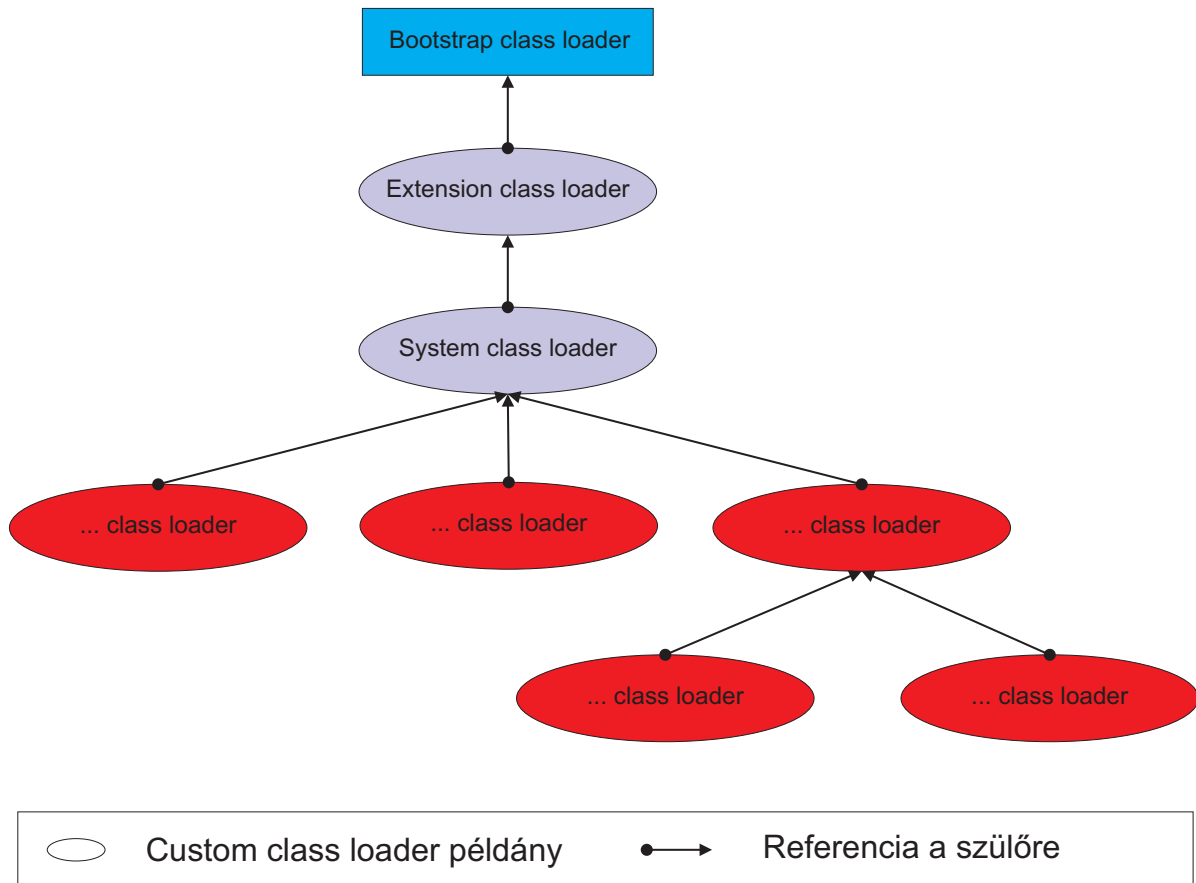 Bootstrap class loader
Extension class loader
System class loader
... class loader
... class loader
... class loader
... class loader
... class loader
Custom class loader példány
Referencia a szülőre